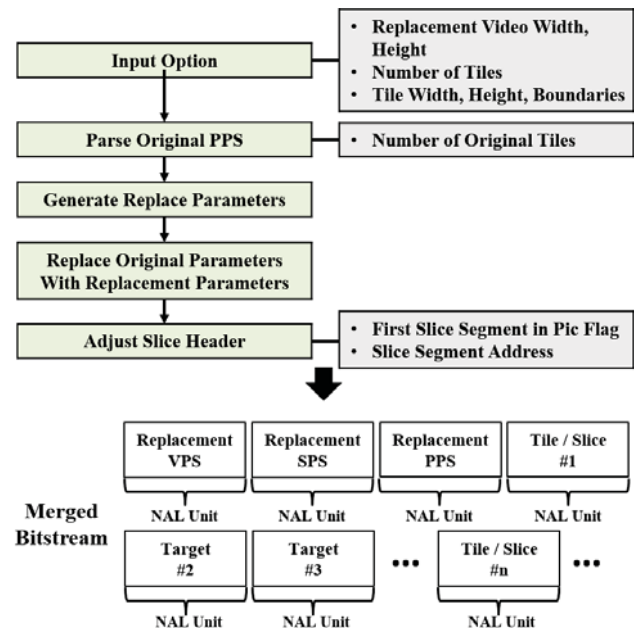 Input Option
• Replacement Video Width,
Height
• Number of Tiles
• Tile Width, Height, Boundaries
Parse Original PPS
• Number of Original Tiles
Generate Replace Parameters
Replace Original Parameters
With Replacement Parameters
Adjust Slice Header
• First Slice Segment in Pic Flag
• Slice Segment Address
Merged
Bitstream
Replacement
VPS
Replacement
SPS
Replacement
PPS
Tile / Slice
#1
NAL Unit
NAL Unit
NAL Unit
NAL Unit
Target
#2
Target
#3
•••
Tile / Slice
#n
•••
NAL Unit
NAL Unit
NAL Unit